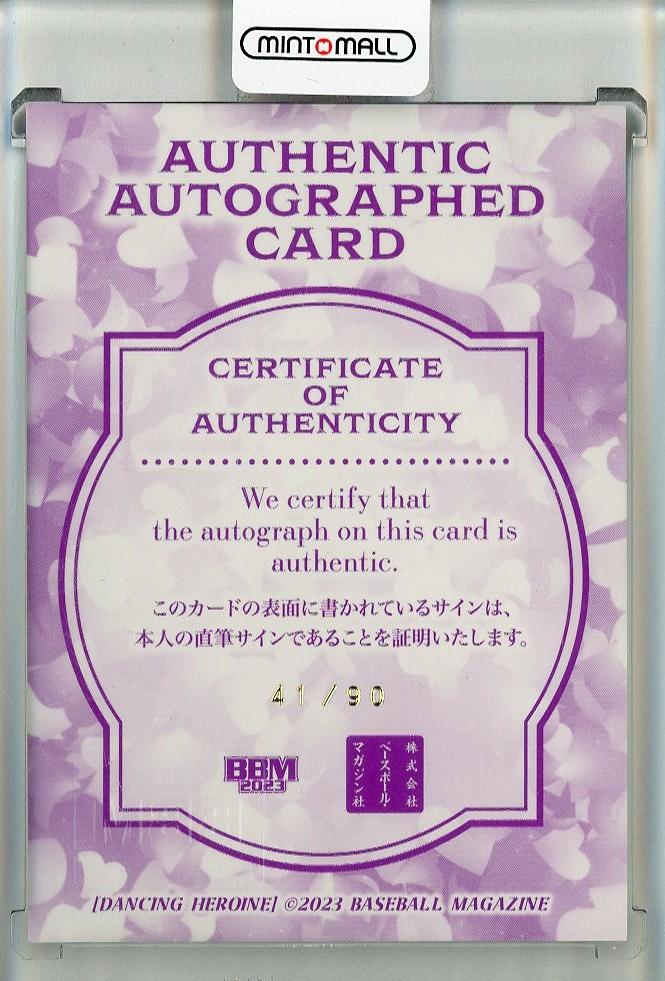 MINTMALL
AUTHENTIC
AUTOGRAPHED
CARD
CERTIFICATE
OF
AUTHENTICITY
We certify that
the autograph on this card is
authentic.
このカードの表面に書かれているサインは、
本人の直筆サインであることを証明いたします。
41/90
BBM
2023
株式会社
ベースボール・
マガジン社
[DANCING HEROINE] ©2023 BASEBALL MAGAZINE